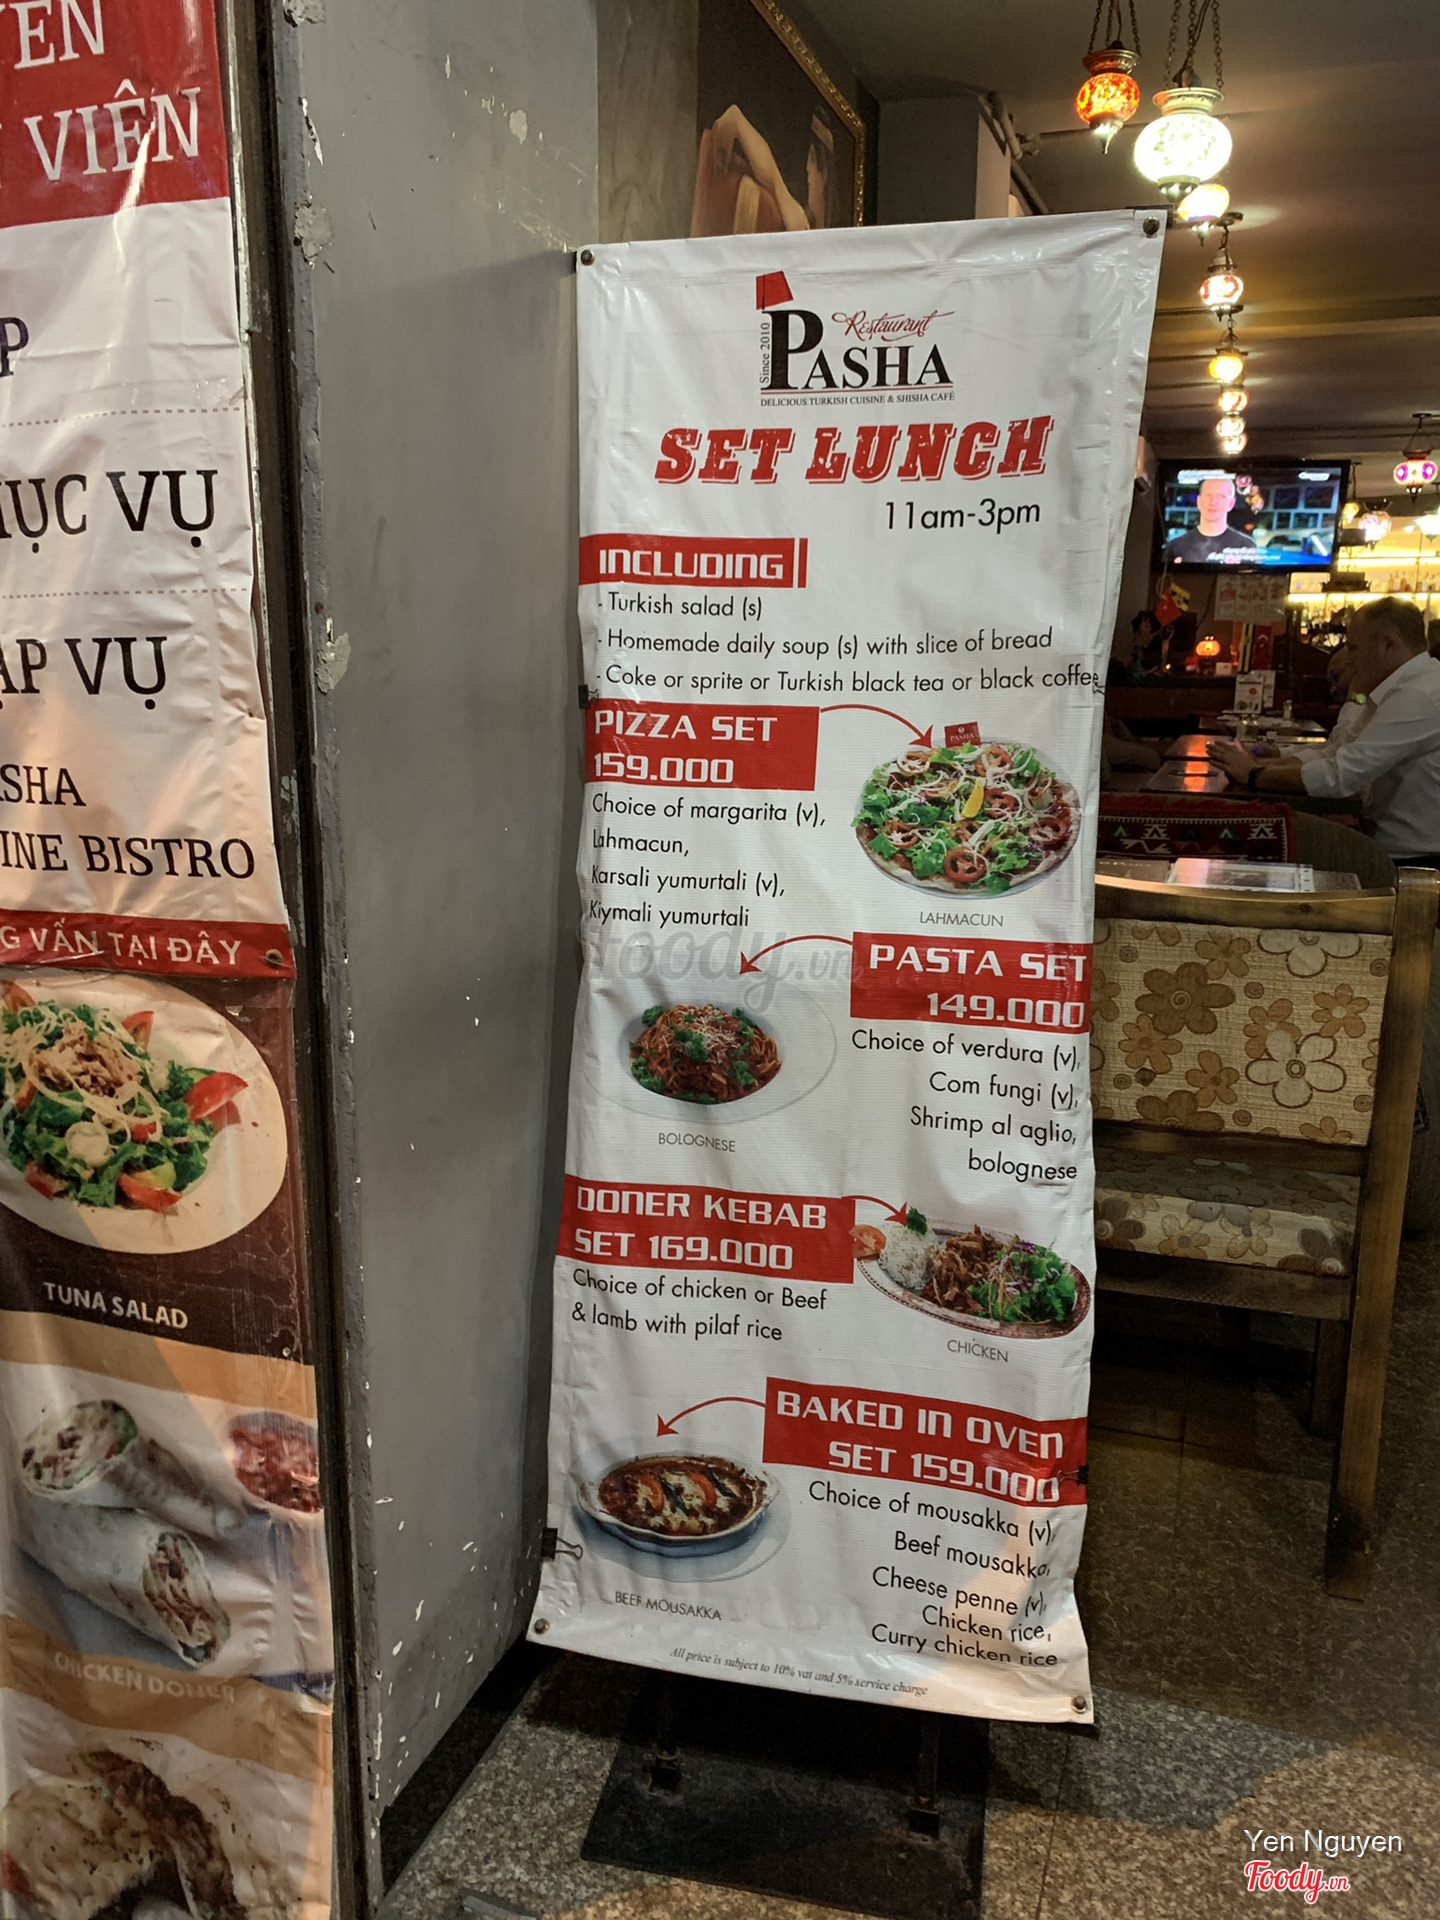 YEN
VIÊN
P
ỤC VỤ
ẠP VỤ
SHA
INE BISTRO
G VẤN TẠI ĐÂY
TUNA SALAD
CHICKEN DONER
Since 2010
Restaurant
PASHA
DELICIOUS TURKISH CUISINE & SHISHA CAFÉ
SET LUNCH
11am-3pm
INCLUDING
- Turkish salad (s)
- Homemade daily soup (s) with slice of bread
- Coke or sprite or Turkish black tea or black coffee
PIZZA SET
159.000
Choice of margarita (v),
Lahmacun,
Karsali yumurtali (v),
Kiymali yumurtali
PASHA
LAHMACUN
foody.vn
PASTA SET
149.000
Choice of verdura (v),
Com fungi (v),
Shrimp al aglio,
bolognese
BOLOGNESE
DONER KEBAB
SET 169.000
Choice of chicken or Beef
& lamb with pilaf rice
CHICKEN
BAKED IN OVEN
SET 159.000
Choice of mousakka (v),
Beef mousakka,
Cheese penne (v),
Chicken rice,
Curry chicken rice
BEEF MOUSAKKA
All price is subject to 10% vat and 5% service charge
Yen Nguyen
Foody.vn